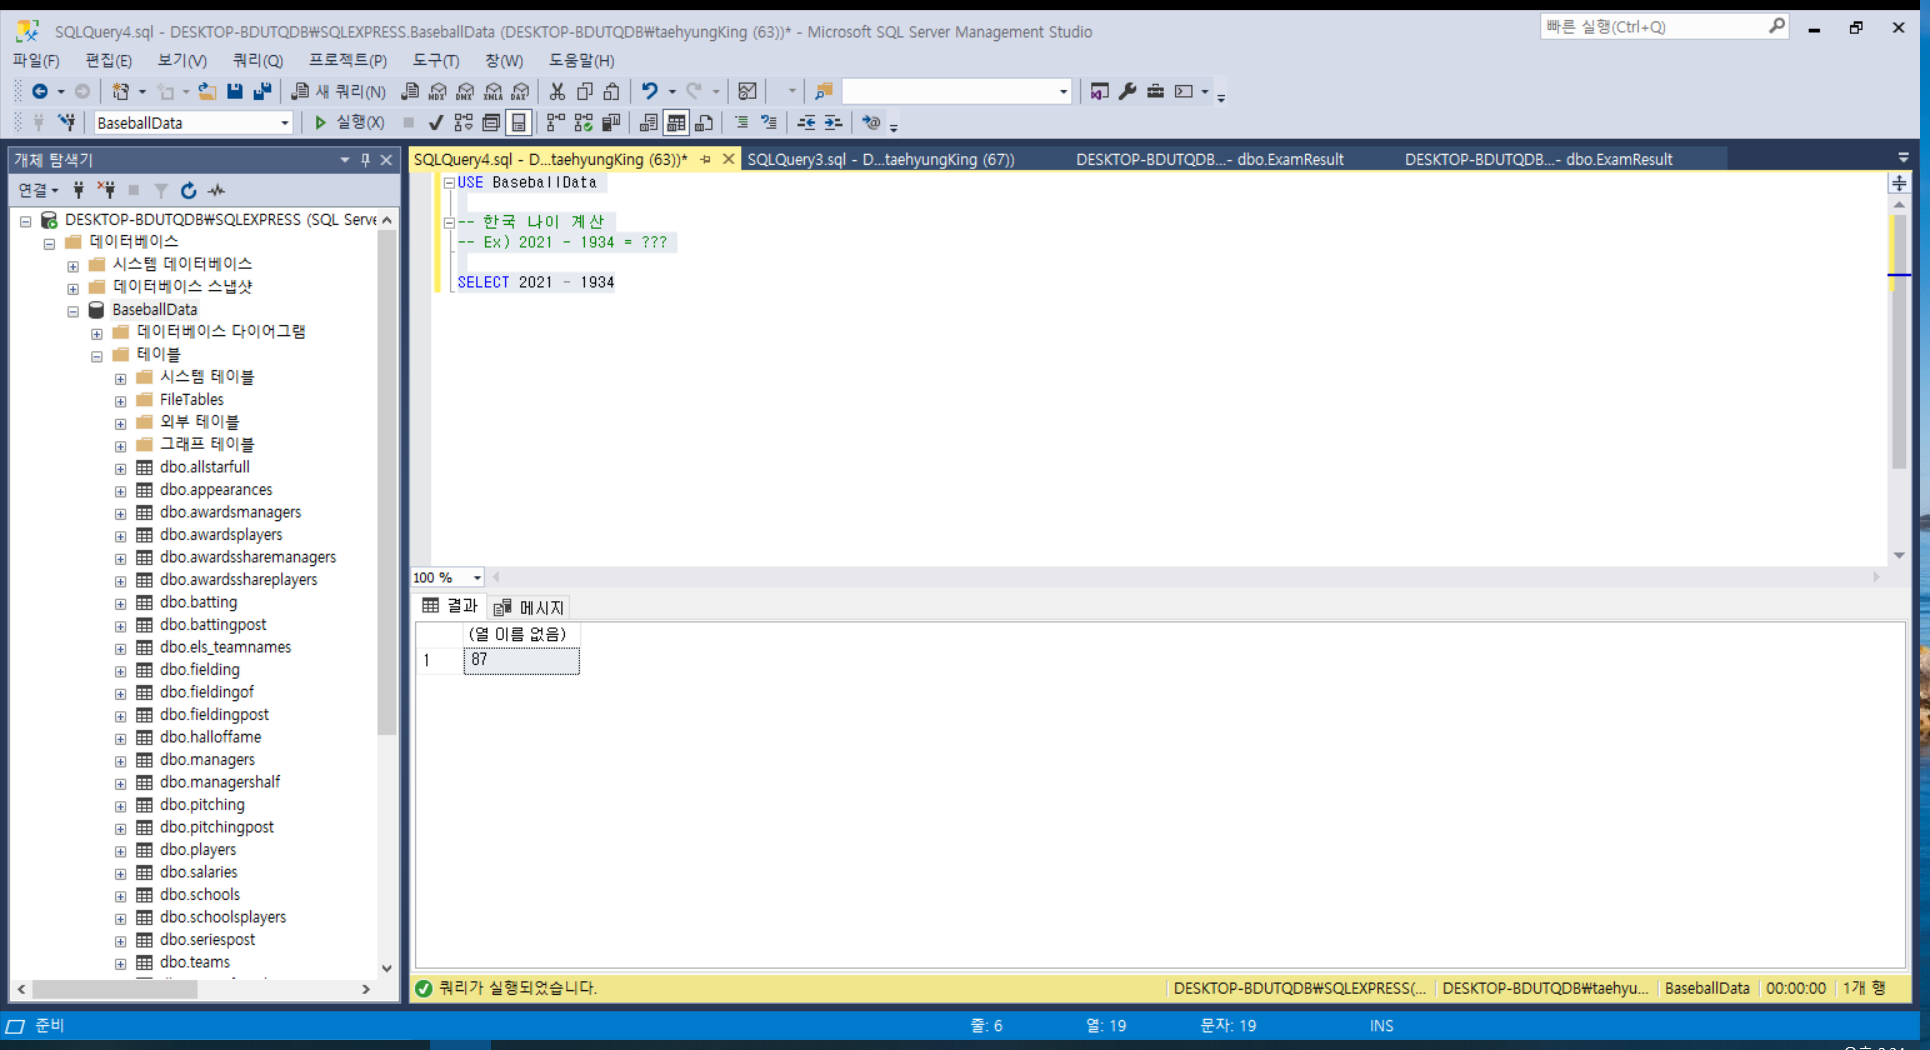 SQLQuery4.sql - DESKTOP-BDUTQDB₩SQLEXPRESS.BaseballData (DESKTOP-BDUTQDB₩taehyungKing (63))* - Microsoft SQL Server Management Studio
빠른 실행(Ctrl+Q)
파일(F) 편집(E) 보기(V) 쿼리(Q) 프로젝트(P) 도구(T) 창(W) 도움말(H)
새 쿼리(N) MDX DMX XMLA DAX
BaseballData 실행(X)
개체 탐색기
연결
DESKTOP-BDUTQDB₩SQLEXPRESS (SQL Serve
데이터베이스
시스템 데이터베이스
데이터베이스 스냅샷
BaseballData
데이터베이스 다이어그램
테이블
시스템 테이블
FileTables
외부 테이블
그래프 테이블
dbo.allstarfull
dbo.appearances
dbo.awardsmanagers
dbo.awardsplayers
dbo.awardssharemanagers
dbo.awardsshareplayers
dbo.batting
dbo.battingpost
dbo.els_teamnames
dbo.fielding
dbo.fieldingof
dbo.fieldingpost
dbo.halloffame
dbo.managers
dbo.managershalf
dbo.pitching
dbo.pitchingpost
dbo.players
dbo.salaries
dbo.schools
dbo.schoolsplayers
dbo.seriespost
dbo.teams
SQLQuery4.sql - D...taehyungKing (63))* SQLQuery3.sql - D...taehyungKing (67)) DESKTOP-BDUTQDB...- dbo.ExamResult DESKTOP-BDUTQDB...- dbo.ExamResult
USE BaseballData
-- 한국 나이 계산
-- Ex) 2021 - 1934 = ???
SELECT 2021 - 1934
100 %
결과 메시지
(열 이름 없음)
1 87
쿼리가 실행되었습니다. DESKTOP-BDUTQDB₩SQLEXPRESS(... DESKTOP-BDUTQDB₩taehyu... BaseballData 00:00:00 1개 행
준비 줄: 6 열: 19 문자: 19 INS